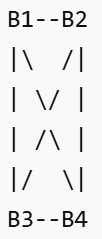 B1--B2
|\  /|
| \/ |
| /\ |
|/  \|
B3--B4